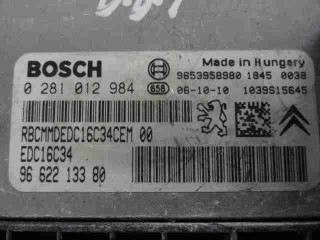 BOSCH
Made in Hungary
9653958980 1845 0038
0 281 012 984
658
06-10-10 1039S15645
RBCMMDEDC16C34CEM 00
EDC16C34
96 622 133 80